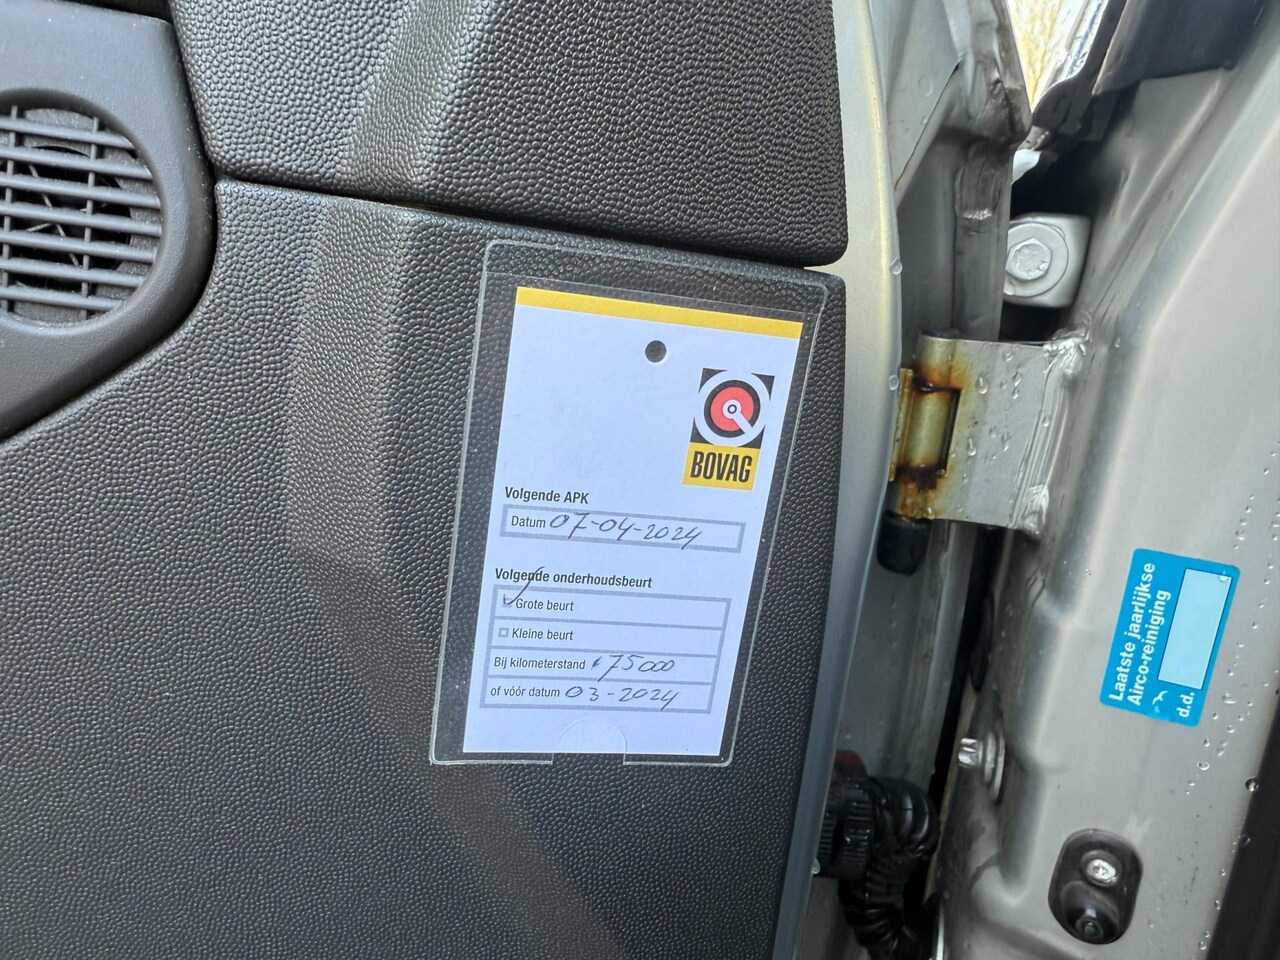 BOVAG
Volgende APK
Datum 07-04-2024
Volgende onderhoudsbeurt
Grote beurt
Kleine beurt
Bij kilometerstand 75000
of vóór datum 03-2024
Laatste jaarlijkse
Airco-reiniging
d.d.